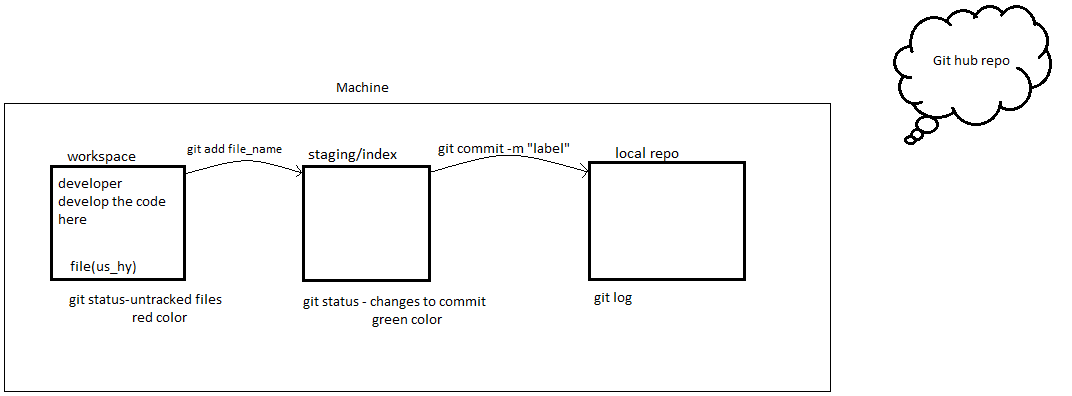 Git hub repo
Machine
workspace
git add file_name
staging/index
git commit -m "label"
local repo
developer
develop the code
here
file(us_hy)
git status-untracked files
red color
git status - changes to commit
green color
git log